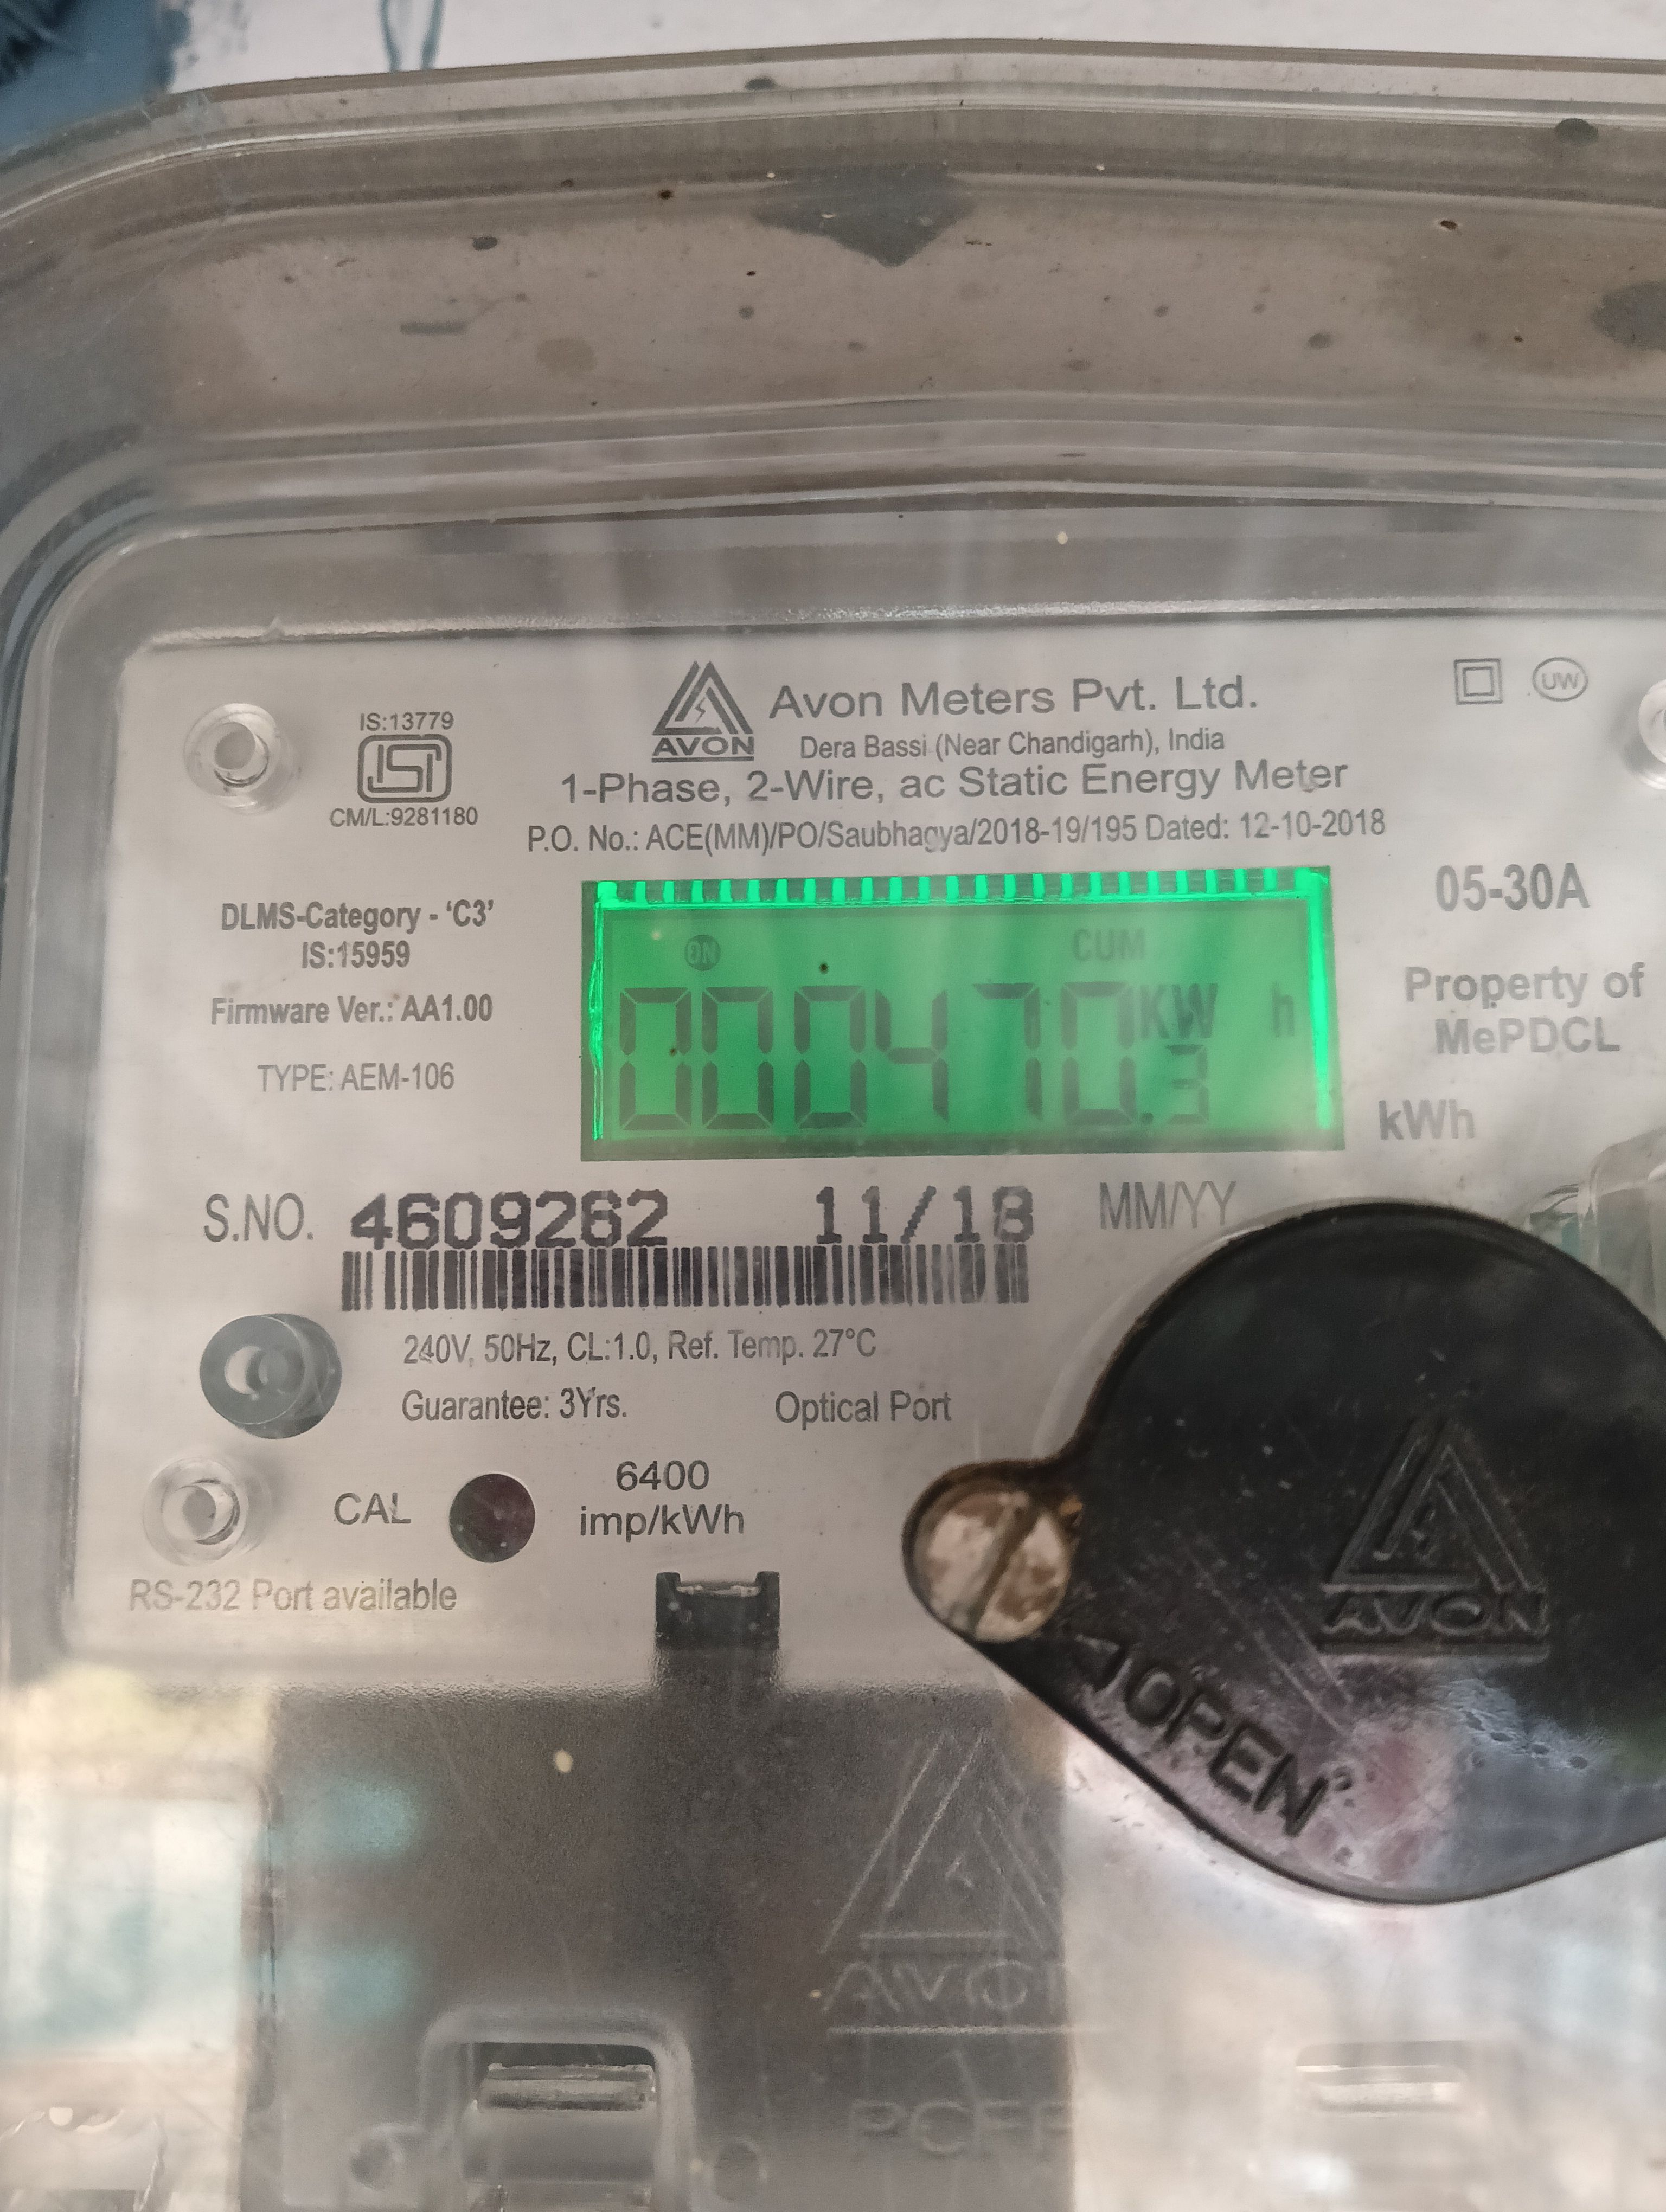 IS:13779
ISI
CM/L:9281180
AVON
Avon Meters Pvt. Ltd.
Dera Bassi (Near Chandigarh), India
1-Phase, 2-Wire, ac Static Energy Meter
P.O. No.: ACE(MM)/PO/Saubhagya/2018-19/195 Dated: 12-10-2018
UW
DLMS-Category - 'C3'
IS:15959
Firmware Ver.: AA1.00
TYPE: AEM-106
ON
CUM
000470.3 KW h
05-30A
Property of
MePDCL
kWh
S.NO. 4609262 11/18 MM/YY
240V, 50Hz, CL:1.0, Ref. Temp. 27°C
Guarantee: 3Yrs. Optical Port
CAL
6400
imp/kWh
RS-232 Port available
AVON
OPEN
AVON